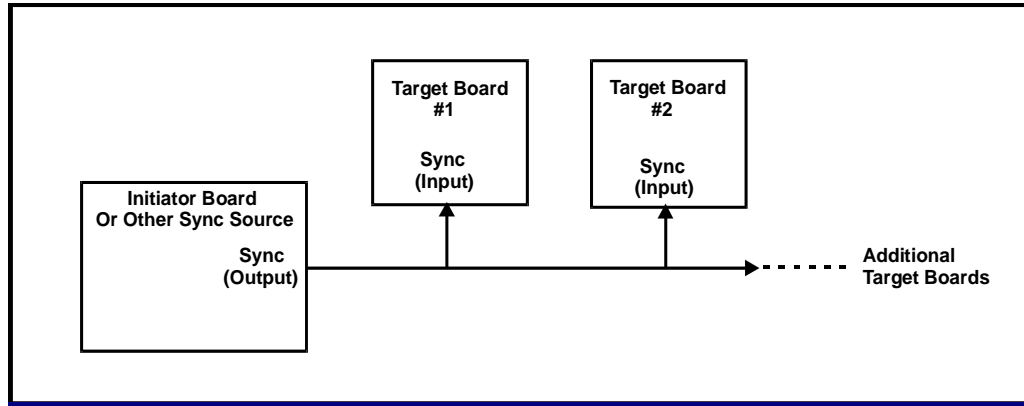 Target Board
#1
Sync
(Input)
Target Board
#2
Sync
(Input)
Initiator Board
Or Other Sync Source
Sync
(Output)
Additional
Target Boards